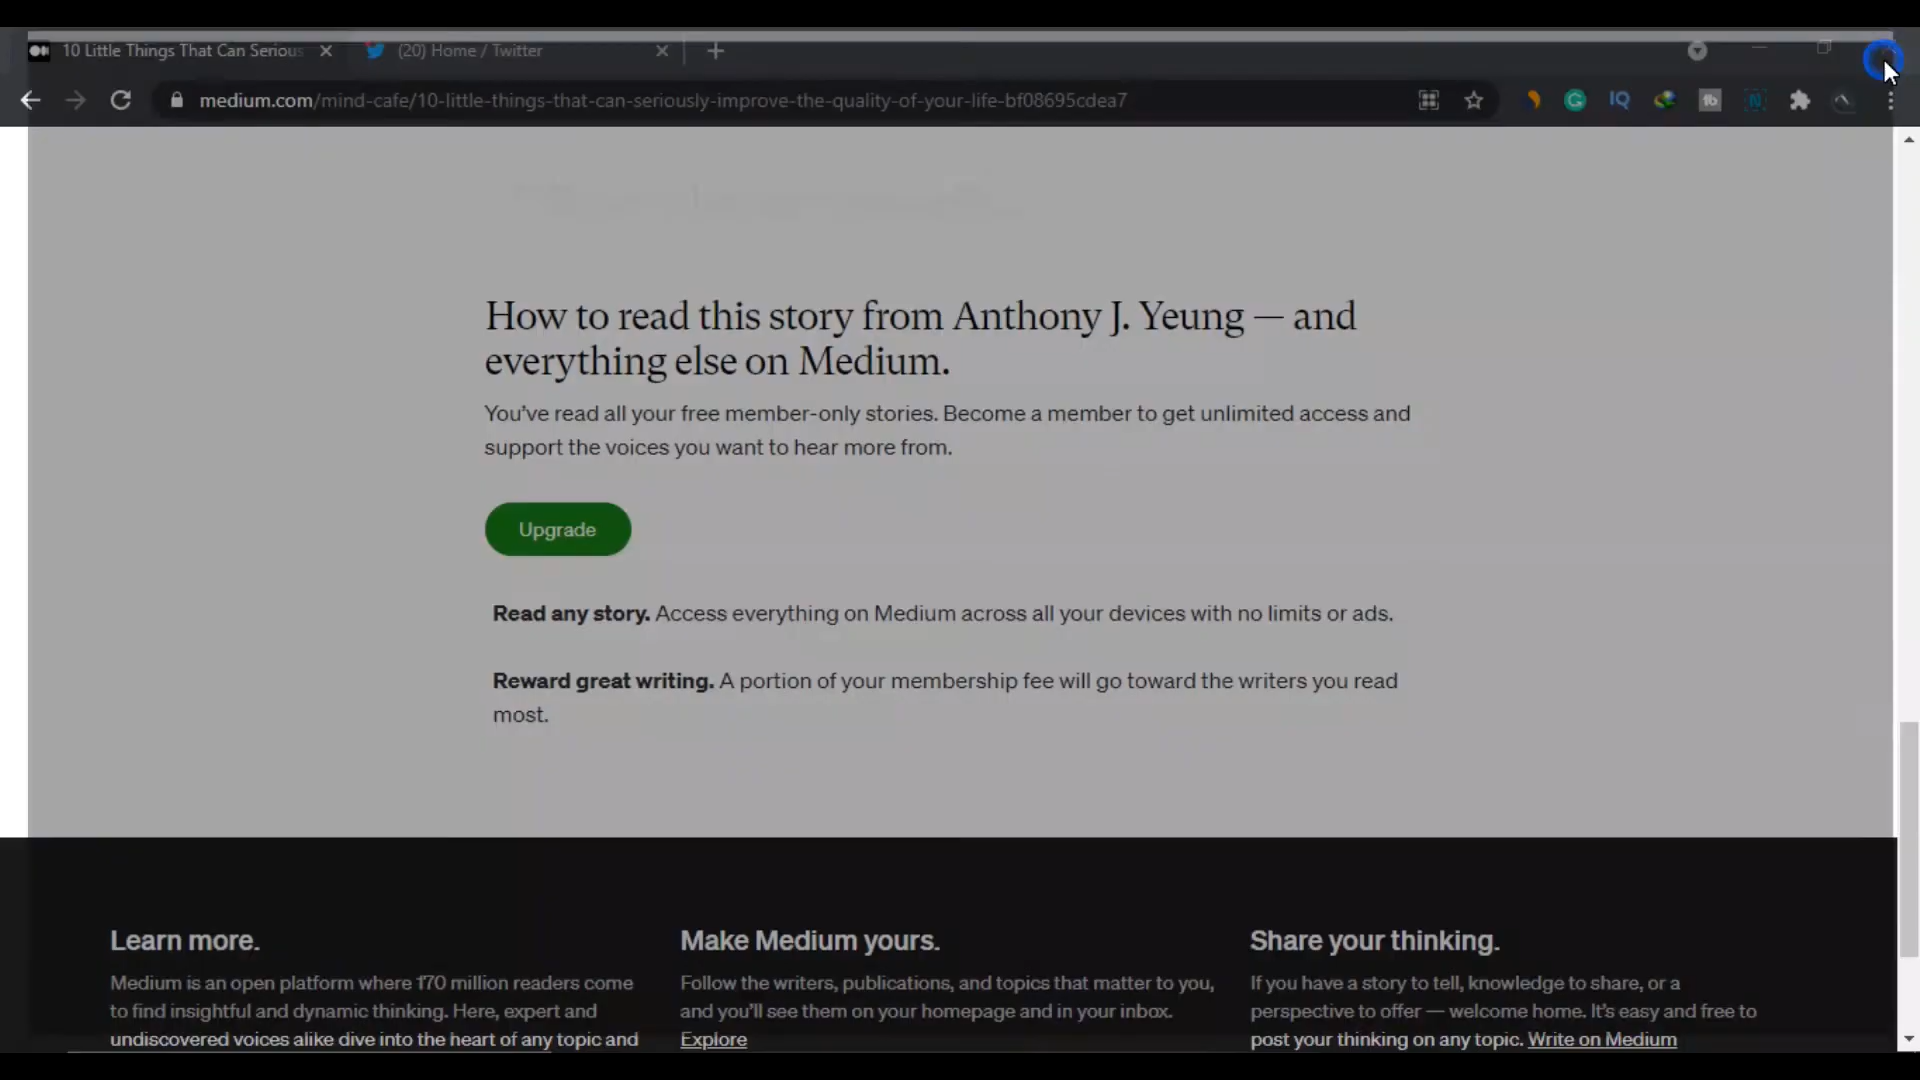 10 Little Things That Can Serious
(20) Home / Twitter
medium.com/mind-cafe/10-little-things-that-can-seriously-improve-the-quality-of-your-life-bf08695cdea7
IQ
tb
N
How to read this story from Anthony J. Yeung — and
everything else on Medium.
You've read all your free member-only stories. Become a member to get unlimited access and
support the voices you want to hear more from.
Upgrade
Read any story. Access everything on Medium across all your devices with no limits or ads.
Reward great writing. A portion of your membership fee will go toward the writers you read
most.
Learn more.
Medium is an open platform where 170 million readers come
to find insightful and dynamic thinking. Here, expert and
undiscovered voices alike dive into the heart of any topic and
Make Medium yours.
Follow the writers, publications, and topics that matter to you,
and you'll see them on your homepage and in your inbox.
Explore
Share your thinking.
If you have a story to tell, knowledge to share, or a
perspective to offer — welcome home. It's easy and free to
post your thinking on any topic. Write on Medium